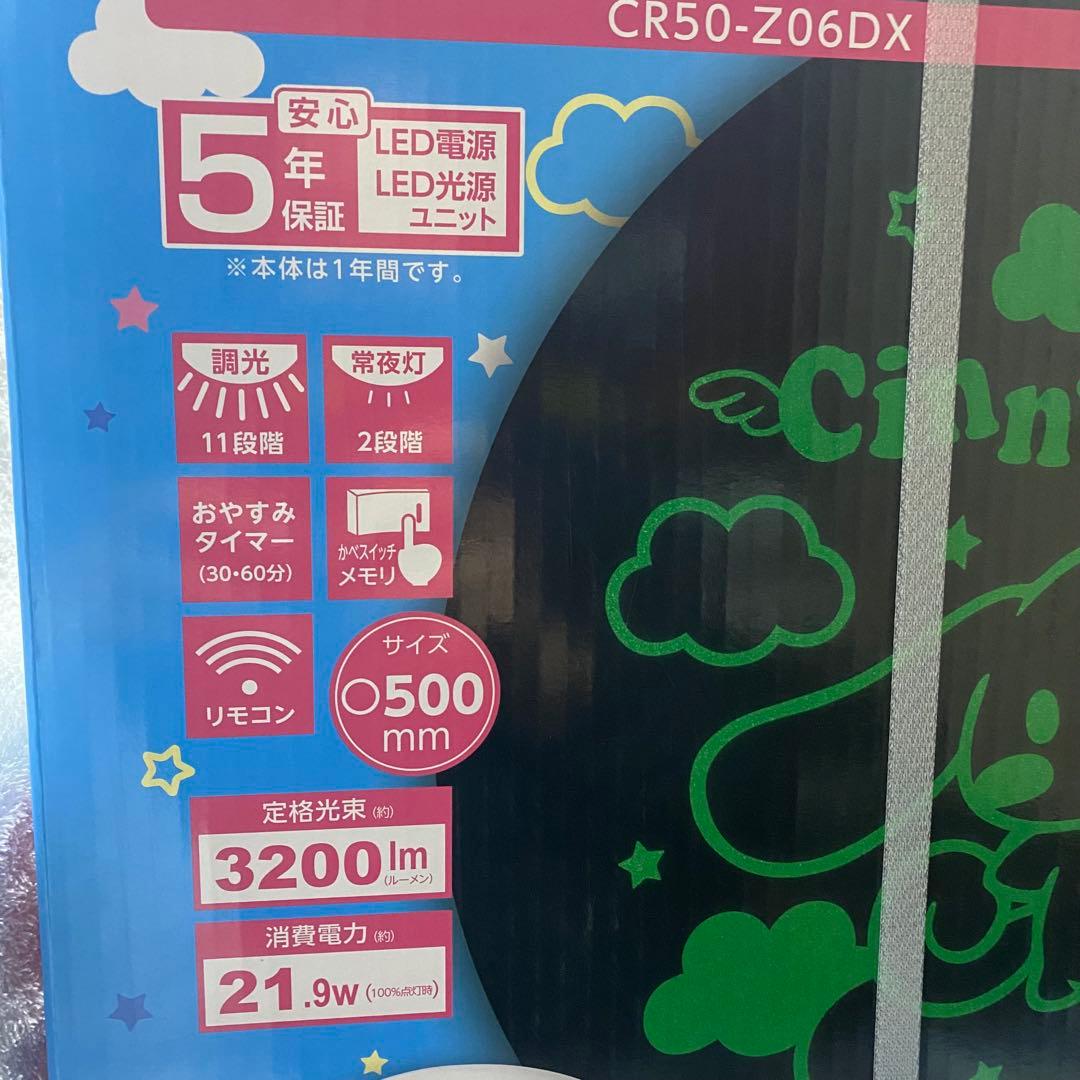 CR50-Z06DX
安心
5年保証
LED電源
LED光源
ユニット
※本体は1年間です。
調光
11段階
常夜灯
2段階
おやすみ
タイマー
(30・60分)
かべスイッチ
メモリ
リモコン
サイズ
○500
mm
Cinn
定格光束(約)
3200lm
(ルーメン)
消費電力(約)
21.9W(100%点灯時)